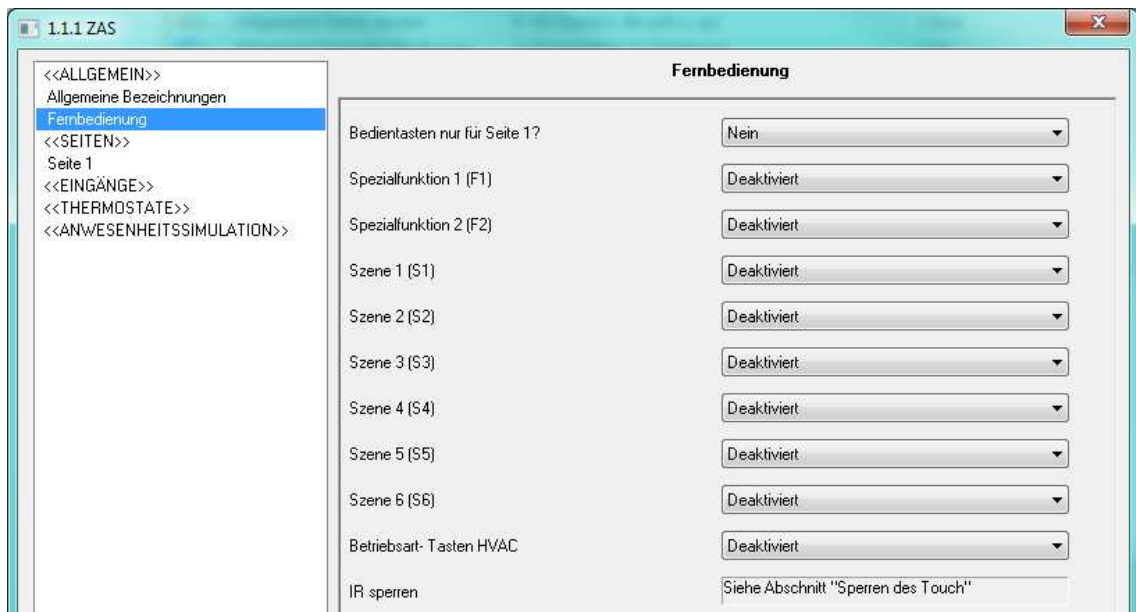 1.1.1 ZAS
<<ALLGEMEIN>>
Allgemeine Bezeichnungen
Fernbedienung
<<SEITEN>>
Seite 1
<<EINGÄNGE>>
<<THERMOSTATE>>
<<ANWESENHEITSSIMULATION>>
Fernbedienung
Bedientasten nur für Seite 1? Nein
Spezialfunktion 1 (F1) Deaktiviert
Spezialfunktion 2 (F2) Deaktiviert
Szene 1 (S1) Deaktiviert
Szene 2 (S2) Deaktiviert
Szene 3 (S3) Deaktiviert
Szene 4 (S4) Deaktiviert
Szene 5 (S5) Deaktiviert
Szene 6 (S6) Deaktiviert
Betriebsart- Tasten HVAC Deaktiviert
IR sperren Siehe Abschnitt "Sperren des Touch"